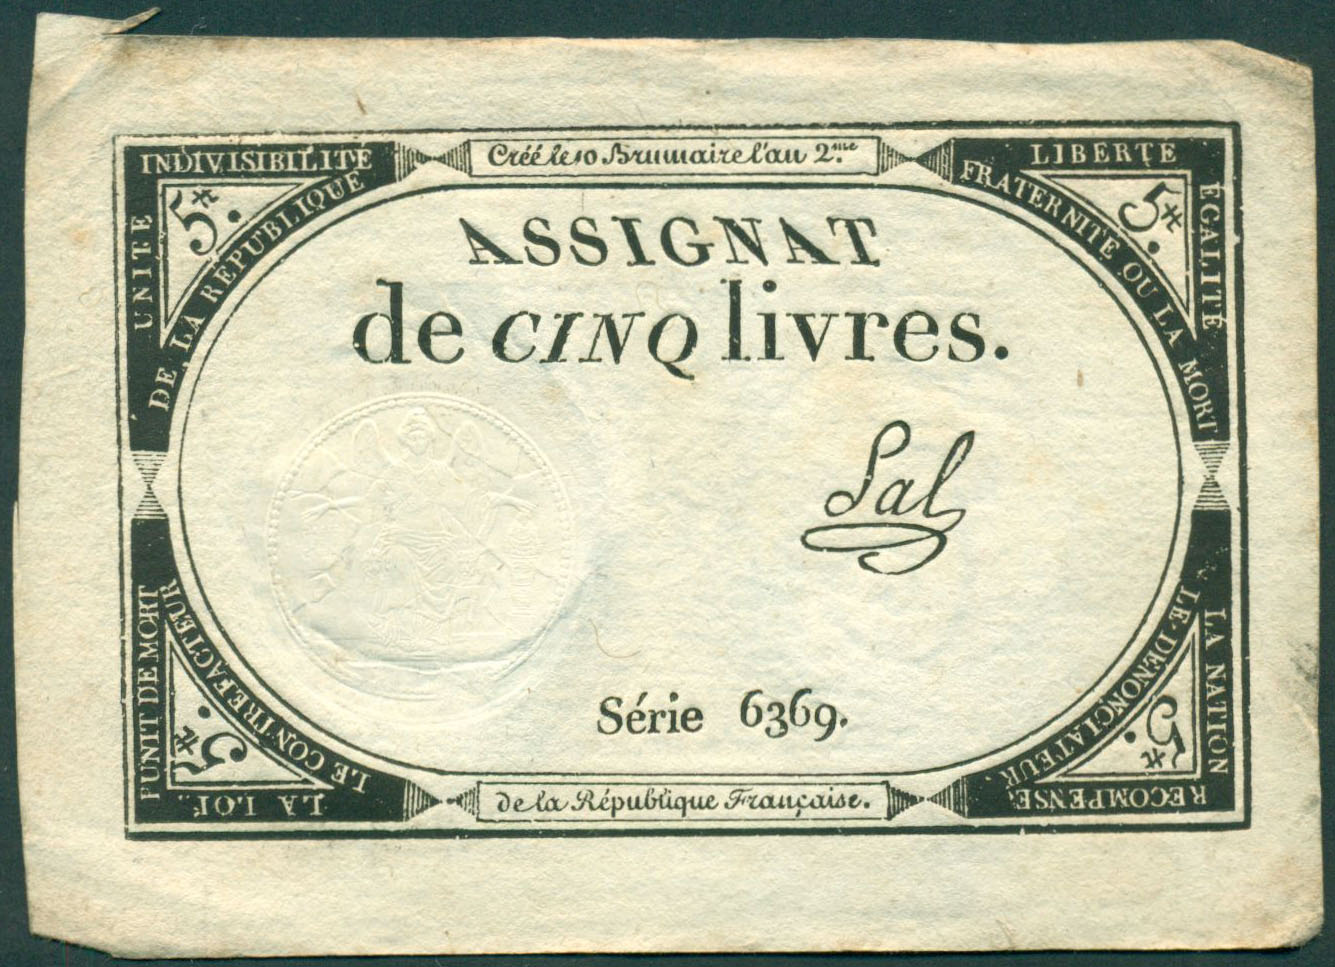 INDIVISIBILITE
UNITE
DE LA REPUBLIQUE
5₶.
Créé le 10 Brumaire l'an 2.me
LIBERTE
EGALITE
FRATERNITE OU LA MORT
5₶.
ASSIGNAT
de CINQ livres.
Sal
Série 6369.
LA LOI
PUNIT DE MORT
LE CONTREFACTEUR
5₶.
de la République Française.
LA NATION
RECOMPENSE
LE DENONCIATEUR.
5₶.